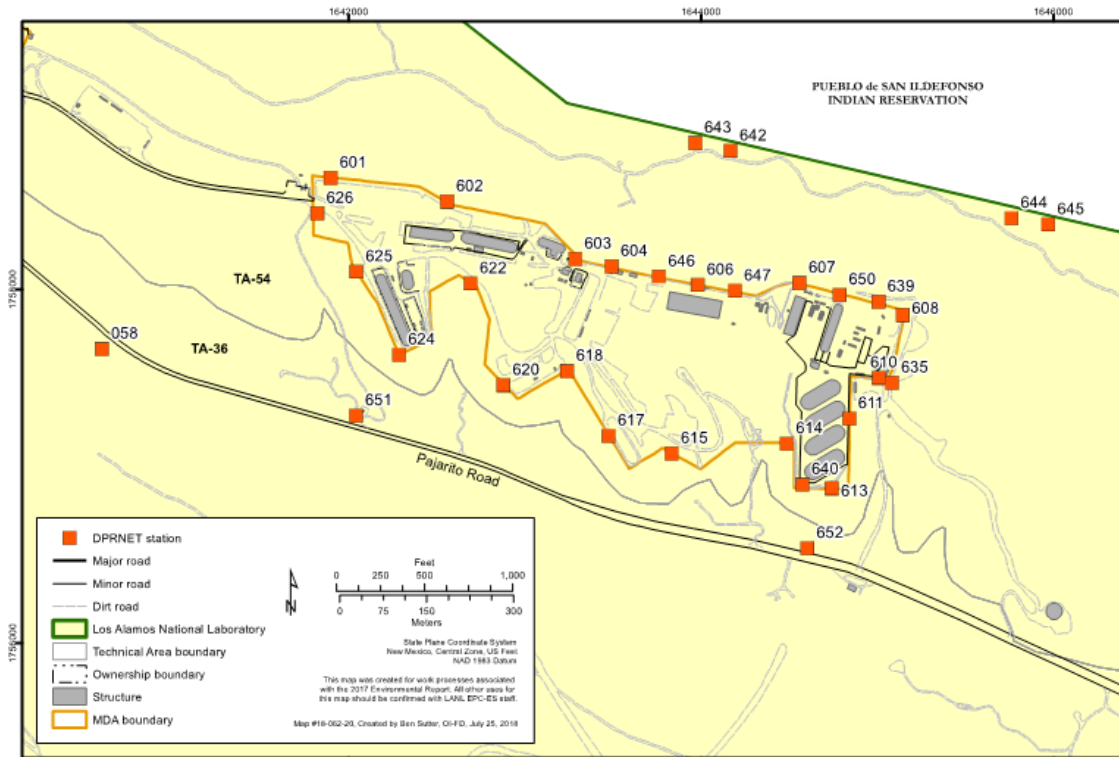 1642000
1644000
1646000
PUEBLO de SAN ILDEFONSO
INDIAN RESERVATION
643
642
601
602
644
645
626
603
604
646
606
647
607
650
639
608
625
622
TA-54
1758000
058
TA-36
624
618
610
635
620
611
651
617
615
614
Pajarito Road
640
613
652
DPRNET station
Major road
Minor road
Dirt road
Los Alamos National Laboratory
Technical Area boundary
Ownership boundary
Structure
MDA boundary
Feet
0 250 500 1,000
0 75 150 300
Meters
N
State Plane Coordinate System
New Mexico, Central Zone, US Feet
NAD 1983 Datum
This map was created for work processes associated
with the 2017 Environmental Report. All other uses for
this map should be confirmed with LANL EPC-ES staff.
Map #18-062-20, Created by Ben Sutter, OI-FD, July 25, 2018
1756000